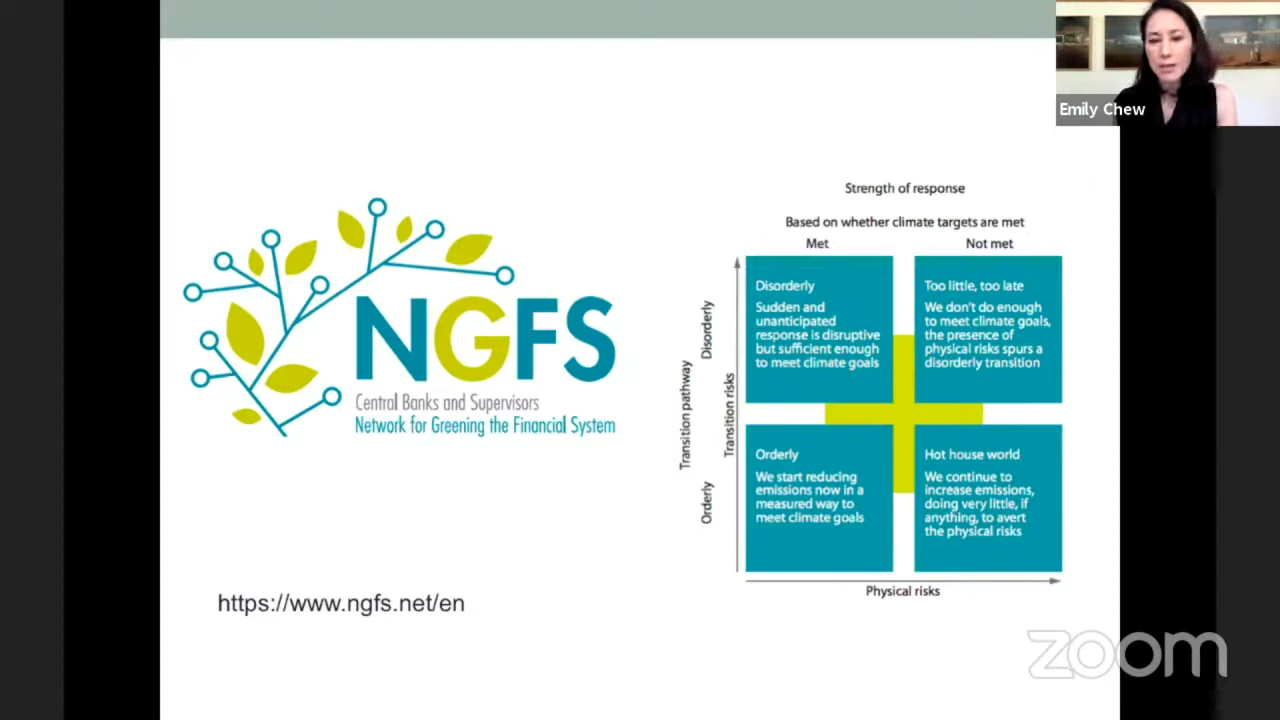 Emily Chew
NGFS
Central Banks and Supervisors
Network for Greening the Financial System
https://www.ngfs.net/en
Strength of response
Based on whether climate targets are met
Met
Not met
Transition pathway
Disorderly
Orderly
Transition risks
Disorderly
Sudden and
unanticipated
response is disruptive
but sufficient enough
to meet climate goals
Too little, too late
We don't do enough
to meet climate goals,
the presence of
physical risks spurs a
disorderly transition
Orderly
We start reducing
emissions now in a
measured way to
meet climate goals
Hot house world
We continue to
increase emissions,
doing very little, if
anything, to avert
the physical risks
Physical risks
zoom